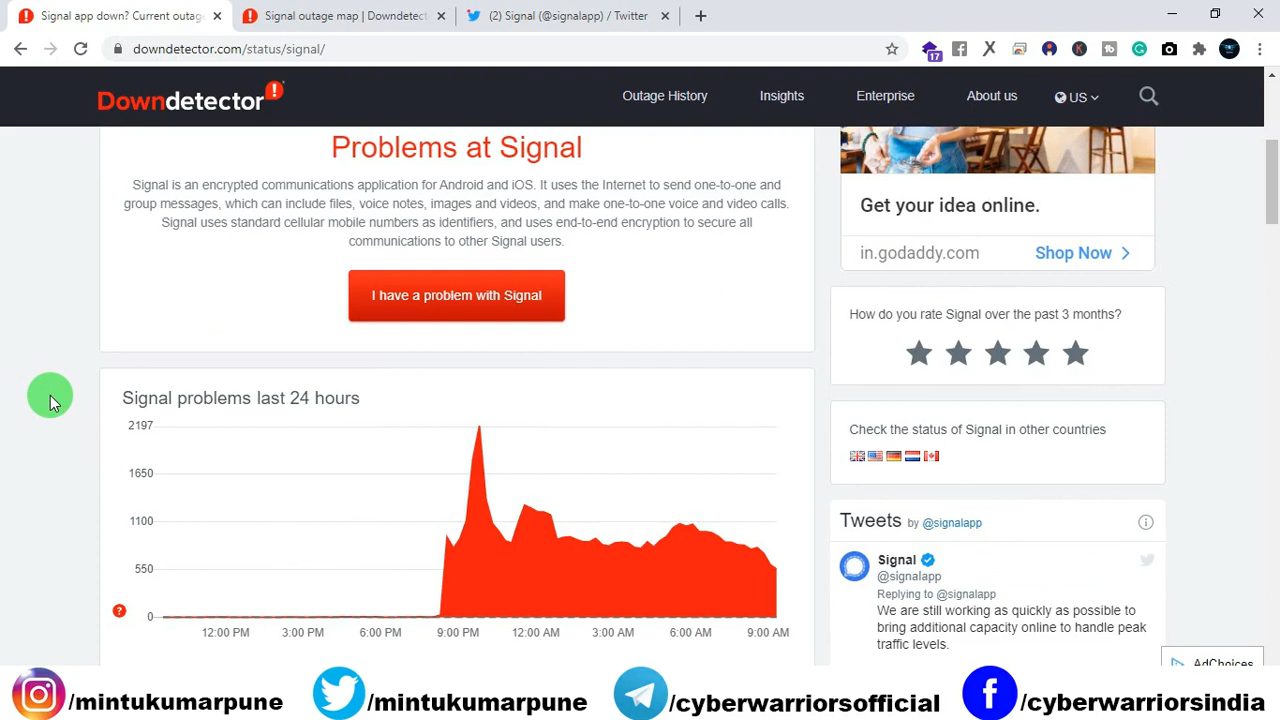 Signal app down? Current outag
Signal outage map | Downdetect
(2) Signal (@signalapp) / Twitter
downdetector.com/status/signal/
17
Downdetector
Outage History
Insights
Enterprise
About us
US
Problems at Signal
Signal is an encrypted communications application for Android and iOS. It uses the Internet to send one-to-one and
group messages, which can include files, voice notes, images and videos, and make one-to-one voice and video calls.
Signal uses standard cellular mobile numbers as identifiers, and uses end-to-end encryption to secure all
communications to other Signal users.
I have a problem with Signal
Get your idea online.
in.godaddy.com
Shop Now
How do you rate Signal over the past 3 months?
Check the status of Signal in other countries
Signal problems last 24 hours
2197
1650
1100
550
0
12:00 PM
3:00 PM
6:00 PM
9:00 PM
12:00 AM
3:00 AM
6:00 AM
9:00 AM
Tweets by @signalapp
Signal
@signalapp
Replying to @signalapp
We are still working as quickly as possible to
bring additional capacity online to handle peak
traffic levels.
AdChoices
/mintukumarpune
/mintukumarpune
/cyberwarriorsofficial
/cyberwarriorsindia